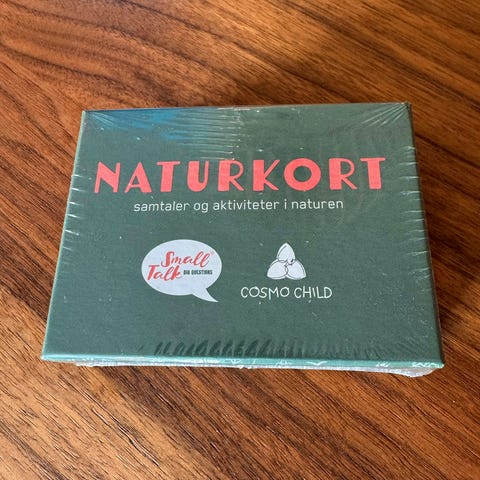 NATURKORT
samtaler og aktiviteter i naturen
Small
Talk BIG QUESTIONS
COSMO CHILD